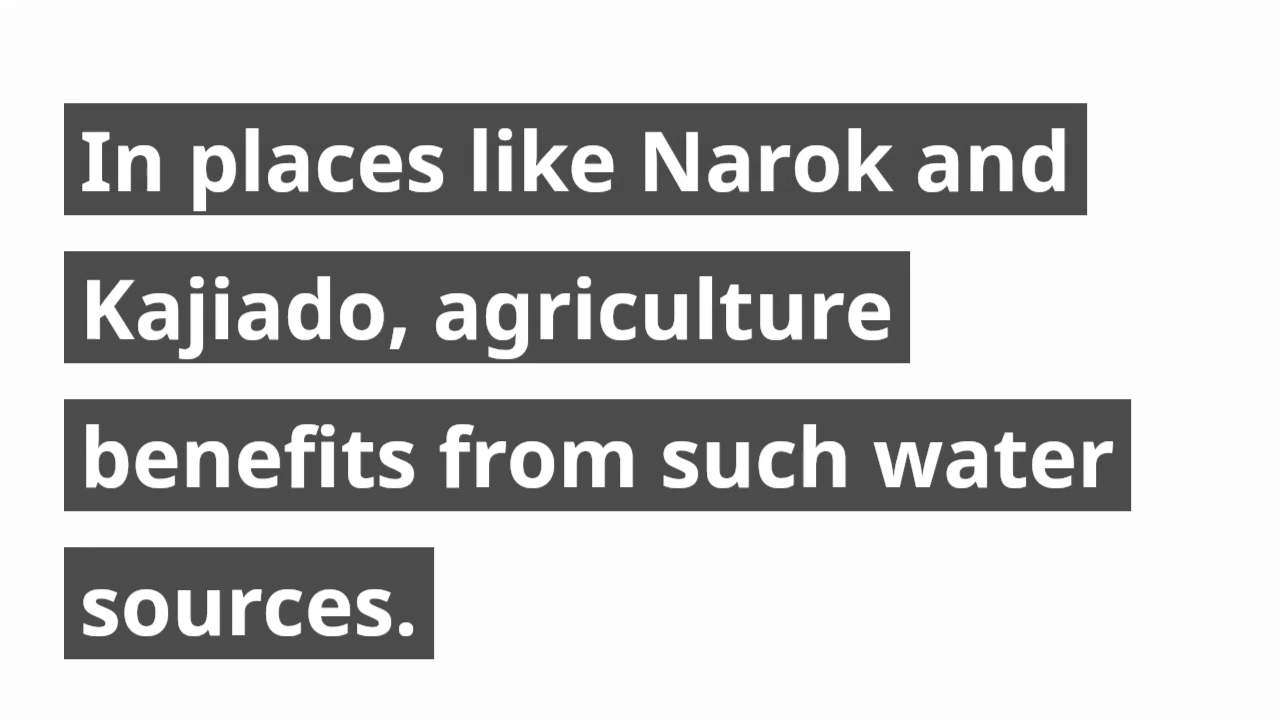 In places like Narok and
Kajiado, agriculture
benefits from such water
sources.